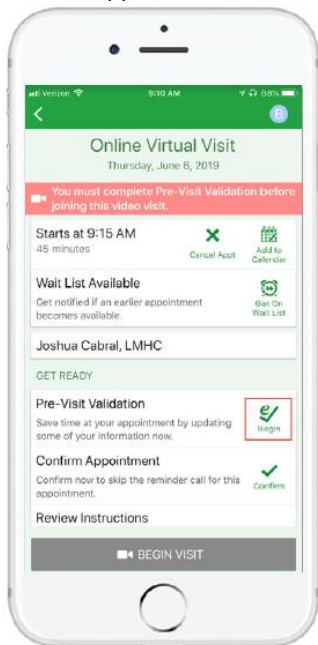 Verizon 9:10 AM 88%
B
Online Virtual Visit
Thursday, June 6, 2019
You must complete Pre-Visit Validation before
joining this video visit.
Starts at 9:15 AM
45 minutes
Cancel Appt
Add to
Calendar
Wait List Available
Get notified if an earlier appointment
becomes available.
Get On
Wait List
Joshua Cabral, LMHC
GET READY
Pre-Visit Validation
Save time at your appointment by updating
some of your information now.
Begin
Confirm Appointment
Confirm now to skip the reminder call for this
appointment.
Confirm
Review Instructions
BEGIN VISIT